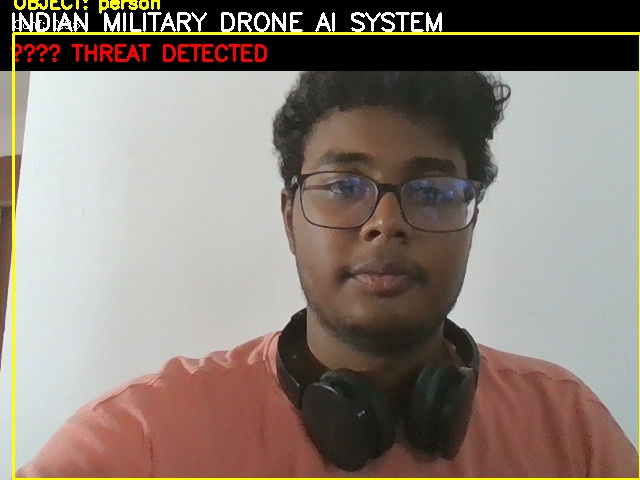 OBJECT: person
INDIAN MILITARY DRONE AI SYSTEM
???? THREAT DETECTED